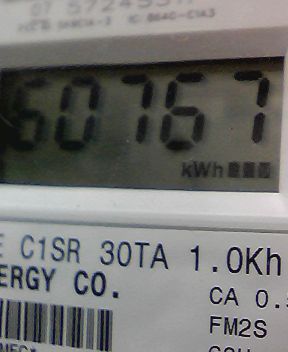 60767
kWh
E C1SR 30TA 1.0Kh
ERGY CO.
CA 0.
FM2S